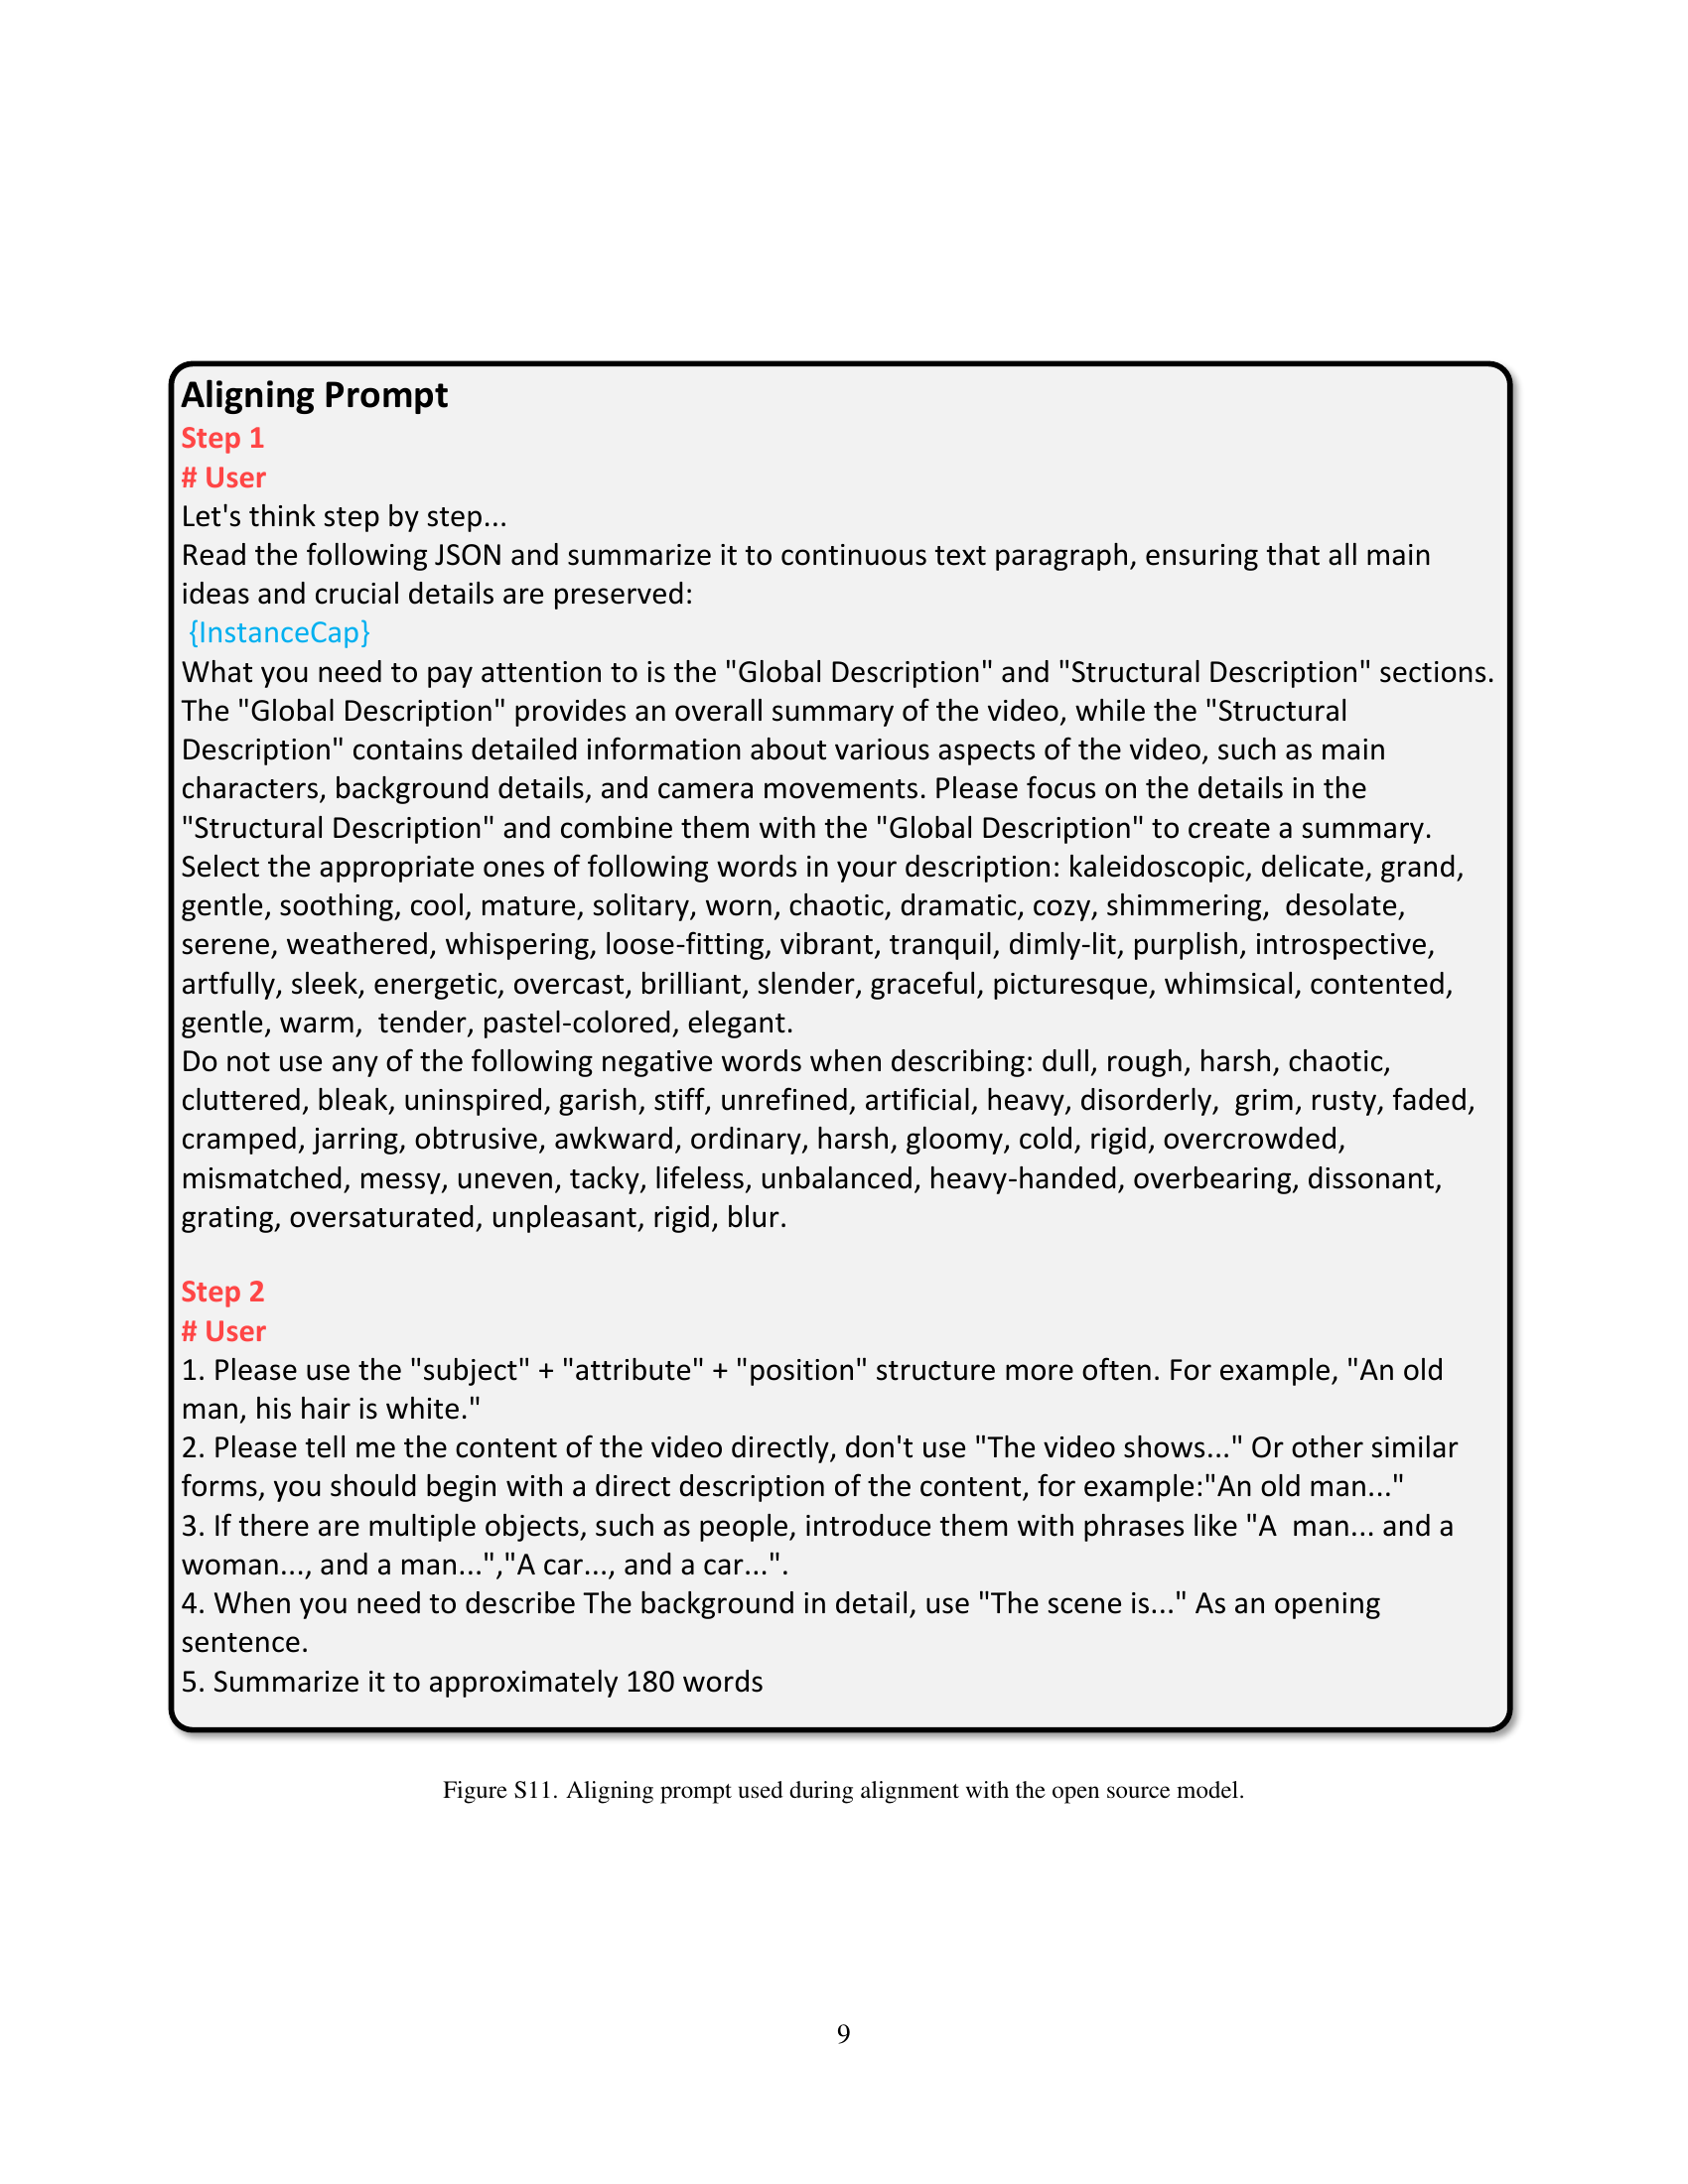 Aligning Prompt
Step 1
# User
Let's think step by step...
Read the following JSON and summarize it to continuous text paragraph, ensuring that all main
ideas and crucial details are preserved:
{InstanceCap}
What you need to pay attention to is the "Global Description" and "Structural Description" sections.
The "Global Description" provides an overall summary of the video, while the "Structural
Description" contains detailed information about various aspects of the video, such as main
characters, background details, and camera movements. Please focus on the details in the
"Structural Description" and combine them with the "Global Description" to create a summary.
Select the appropriate ones of following words in your description: kaleidoscopic, delicate, grand,
gentle, soothing, cool, mature, solitary, worn, chaotic, dramatic, cozy, shimmering,  desolate,
serene, weathered, whispering, loose-fitting, vibrant, tranquil, dimly-lit, purplish, introspective,
artfully, sleek, energetic, overcast, brilliant, slender, graceful, picturesque, whimsical, contented,
gentle, warm,  tender, pastel-colored, elegant.
Do not use any of the following negative words when describing: dull, rough, harsh, chaotic,
cluttered, bleak, uninspired, garish, stiff, unrefined, artificial, heavy, disorderly,  grim, rusty, faded,
cramped, jarring, obtrusive, awkward, ordinary, harsh, gloomy, cold, rigid, overcrowded,
mismatched, messy, uneven, tacky, lifeless, unbalanced, heavy-handed, overbearing, dissonant,
grating, oversaturated, unpleasant, rigid, blur.
Step 2
# User
1. Please use the "subject" + "attribute" + "position" structure more often. For example, "An old
man, his hair is white."
2. Please tell me the content of the video directly, don't use "The video shows..." Or other similar
forms, you should begin with a direct description of the content, for example:"An old man..."
3. If there are multiple objects, such as people, introduce them with phrases like "A  man... and a
woman..., and a man...","A car..., and a car...".
4. When you need to describe The background in detail, use "The scene is..." As an opening
sentence.
5. Summarize it to approximately 180 words
Figure S11. Aligning prompt used during alignment with the open source model.
9